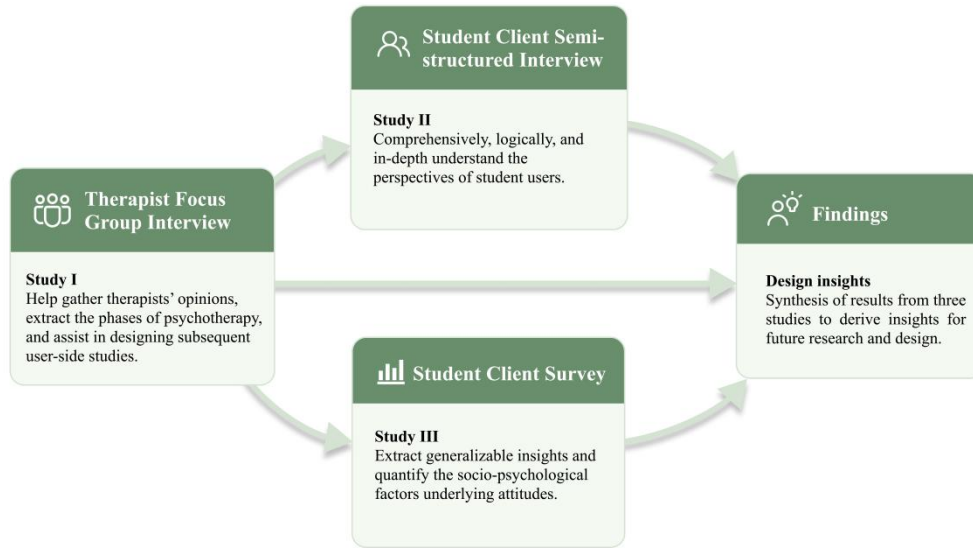 Therapist Focus
Group Interview
Study I
Help gather therapists' opinions,
extract the phases of psychotherapy,
and assist in designing subsequent
user-side studies.
Student Client Semi-
structured Interview
Study II
Comprehensively, logically, and
in-depth understand the
perspectives of student users.
Student Client Survey
Study III
Extract generalizable insights and
quantify the socio-psychological
factors underlying attitudes.
Findings
Design insights
Synthesis of results from three
studies to derive insights for
future research and design.